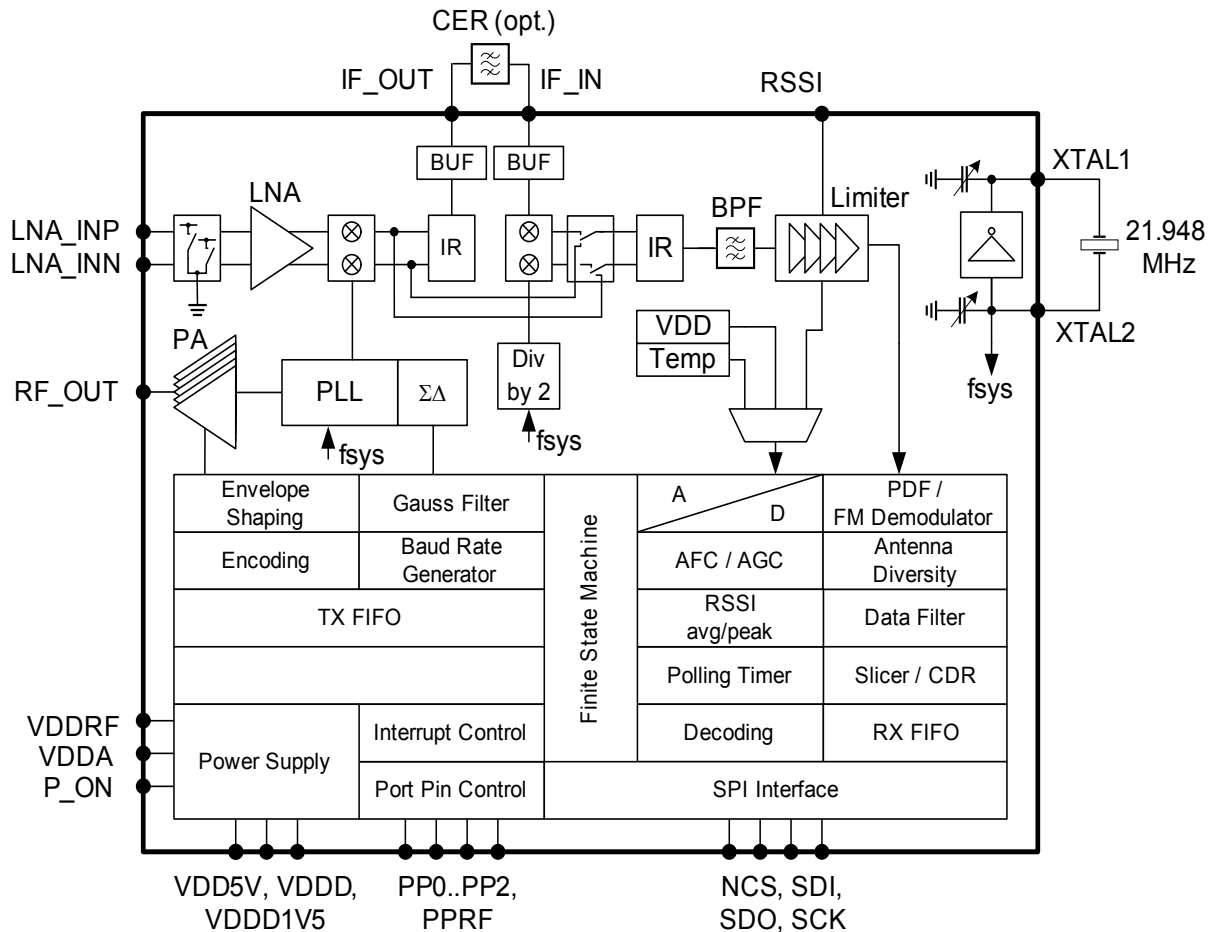 CER (opt.)
IF_OUT
IF_IN
RSSI
BUF
BUF
XTAL1
LNA
BPF
Limiter
LNA_INP
LNA_INN
IR
IR
21.948
MHz
XTAL2
PA
VDD
Temp
RF_OUT
PLL
ΣΔ
Div
by 2
fsys
fsys
fsys
Envelope
Shaping
Gauss Filter
Finite State Machine
A
D
PDF /
FM Demodulator
Encoding
Baud Rate
Generator
AFC / AGC
Antenna
Diversity
TX FIFO
RSSI
avg/peak
Data Filter
Polling Timer
Slicer / CDR
VDDRF
VDDA
P_ON
Power Supply
Interrupt Control
Decoding
RX FIFO
Port Pin Control
SPI Interface
VDD5V, VDDD,
VDDD1V5
PP0..PP2,
PPRF
NCS, SDI,
SDO, SCK